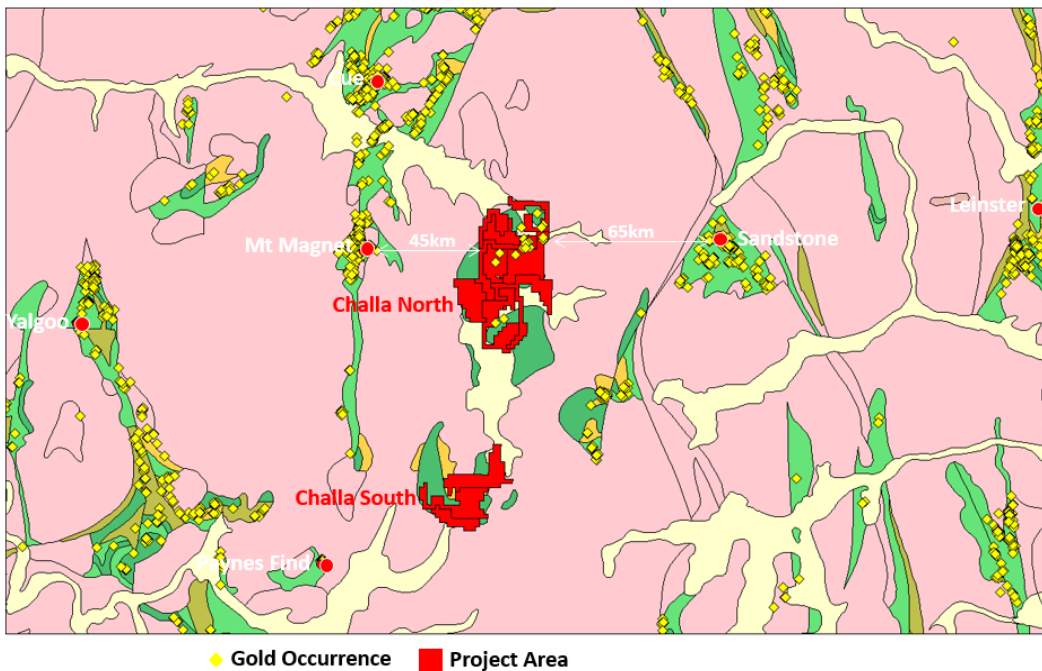 Cue
Leinster
Mt Magnet
45km
65km
Sandstone
Challa North
Yalgoo
Challa South
Paynes Find
Gold Occurrence
Project Area